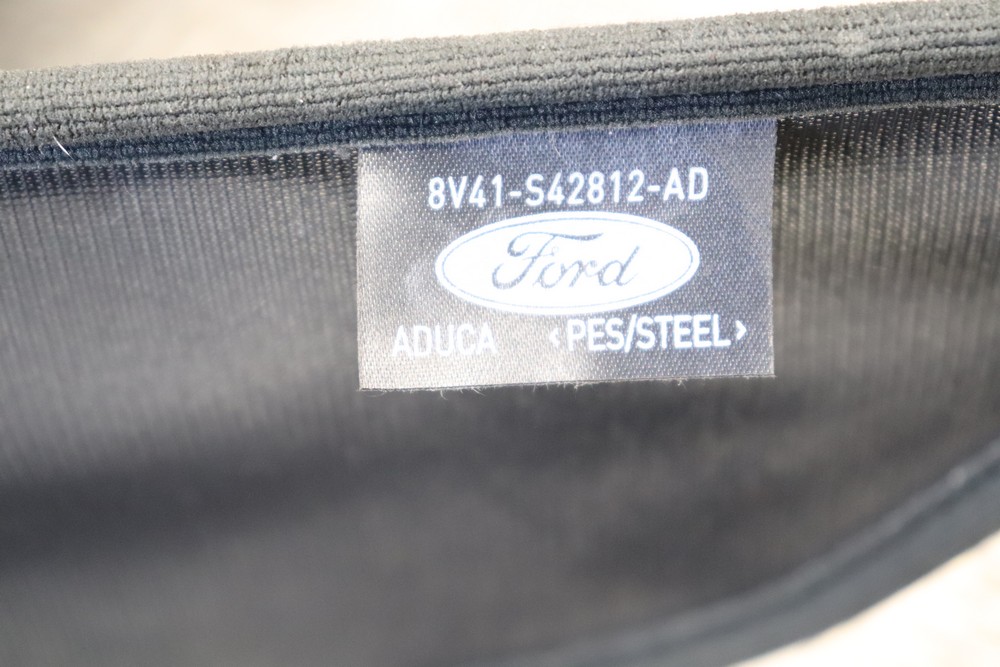 8V41-S42812-AD
Ford
ADUCA <PES/STEEL>